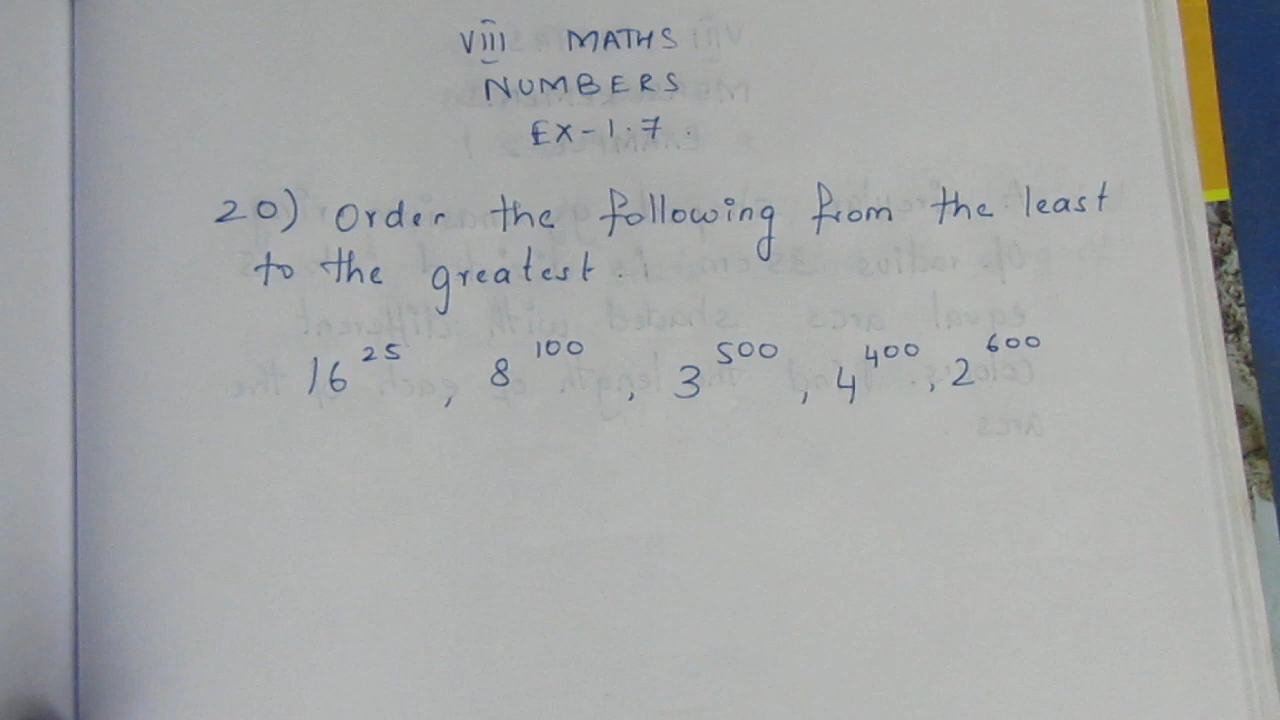 VIII MATHS
NUMBERS
EX-1.7.
20) Order the following from the least
to the greatest.
16^25, 8^100, 3^500, 4^400, 2^600